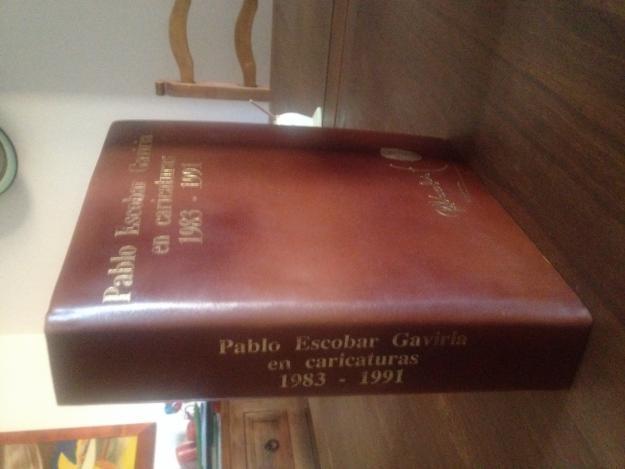 Pablo Escobar Gaviria
en caricaturas
1983 - 1991
Pablo Escobar Gaviria
en caricaturas
1983 - 1991